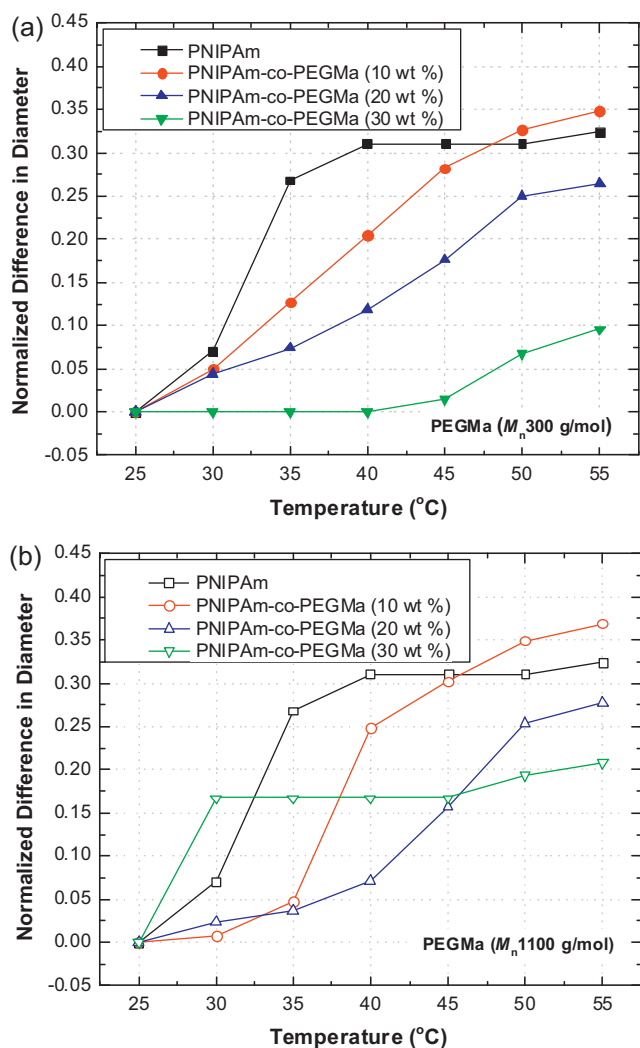 (a)
PNIPAm
PNIPAm-co-PEGMa (10 wt %)
PNIPAm-co-PEGMa (20 wt %)
PNIPAm-co-PEGMa (30 wt %)
Normalized Difference in Diameter
0.45
0.40
0.35
0.30
0.25
0.20
0.15
0.10
0.05
0.00
-0.05
PEGMa (Mn300 g/mol)
25 30 35 40 45 50 55
Temperature (°C)
(b)
PNIPAm
PNIPAm-co-PEGMa (10 wt %)
PNIPAm-co-PEGMa (20 wt %)
PNIPAm-co-PEGMa (30 wt %)
Normalized Difference in Diameter
0.45
0.40
0.35
0.30
0.25
0.20
0.15
0.10
0.05
0.00
-0.05
PEGMa (Mn1100 g/mol)
25 30 35 40 45 50 55
Temperature (°C)